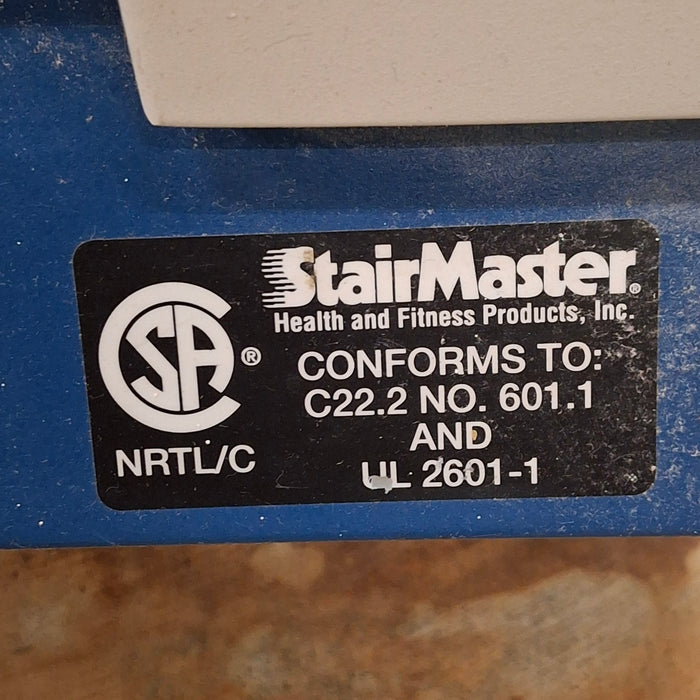 StairMaster®
Health and Fitness Products, Inc.
CSA®
NRTL/C
CONFORMS TO:
C22.2 NO. 601.1
AND
UL 2601-1